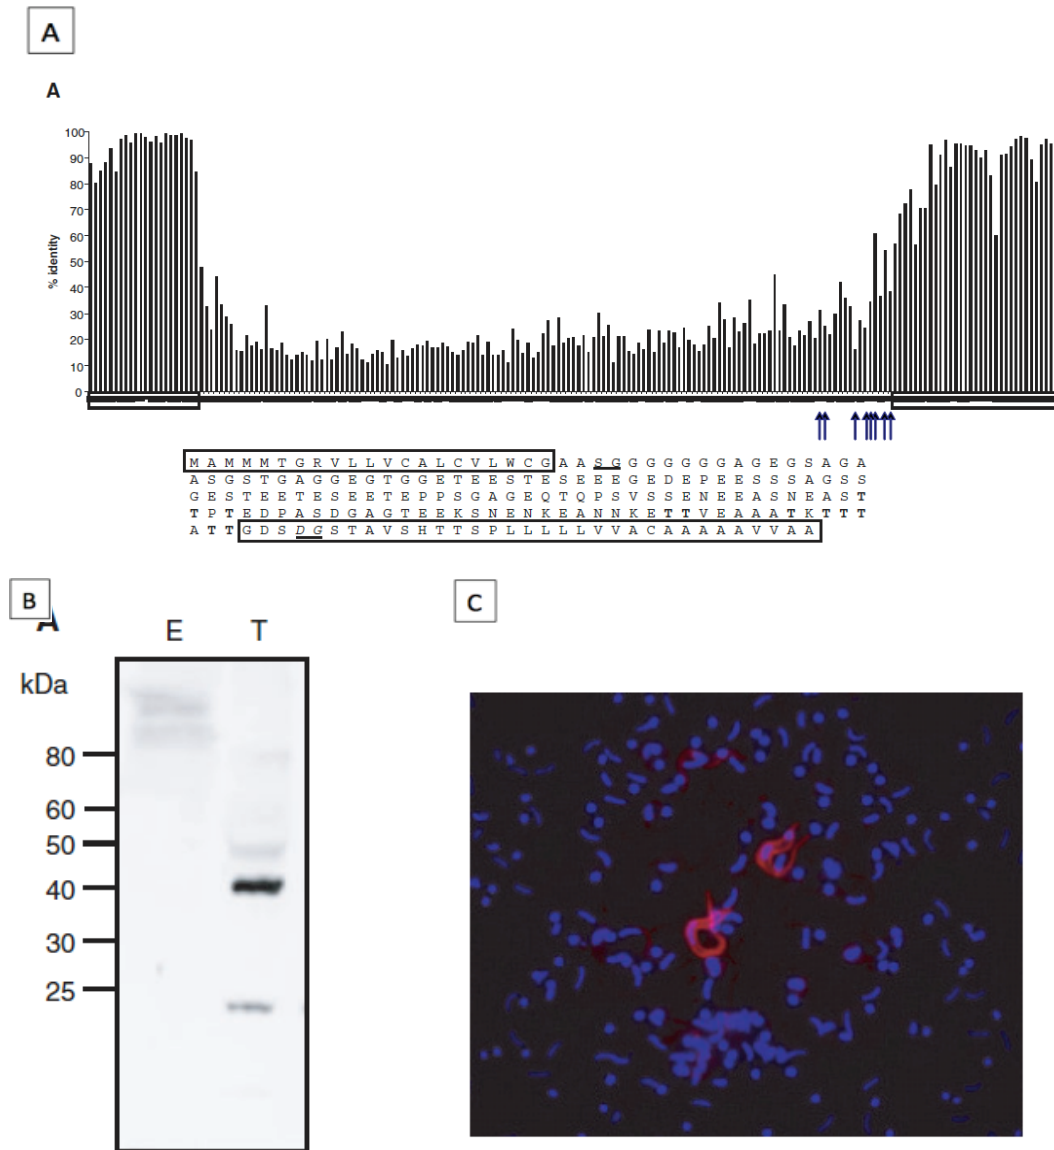 A
A
% identity
100
90
80
70
60
50
40
30
20
10
0
M A M M M T G R V L L V C A L C V L W C G A A S G G G G G G G A G E G S A G A
A S G S T G A T S G G E G T G G E T E E S T E S E E E G E D E P E E S E S S S
G E S T E E T G E T E P P S G A G E Q T Q P S V S S E N E E A S N E G A S T
T P T E D P A S D G A G T E E K S N E N K E A N N K E T T V E A A A T K T T T
A T T G D S D G S T A V S H T T S P L L L L L V V A C A A A A A V V A A
B
A
E T
kDa
80
60
50
40
30
25
C